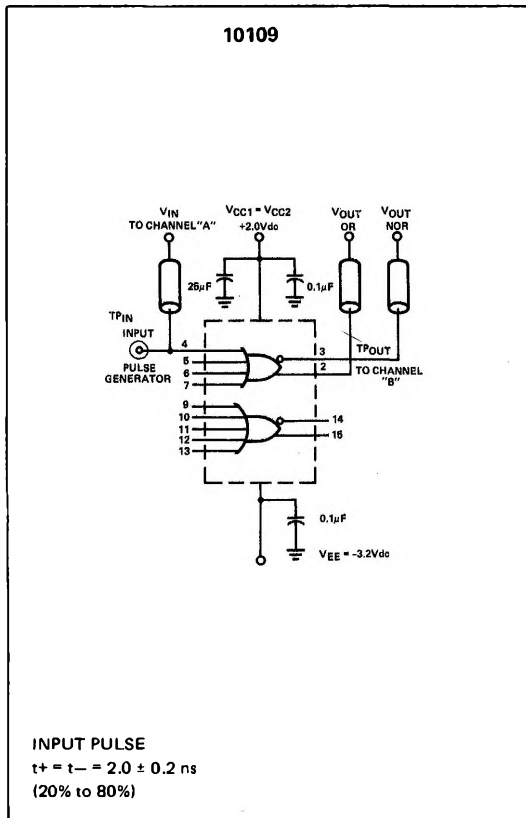 10109
VIN
TO CHANNEL "A"
VCC1 = VCC2
+2.0Vdc
VOUT
OR
VOUT
NOR
25μF
0.1μF
TPIN
INPUT
PULSE
GENERATOR
4
5
6
7
3
2
TPOUT
TO CHANNEL
"B"
9
10
11
12
13
14
15
0.1μF
VEE = -3.2Vdc
INPUT PULSE
t+ = t− = 2.0 ± 0.2 ns
(20% to 80%)